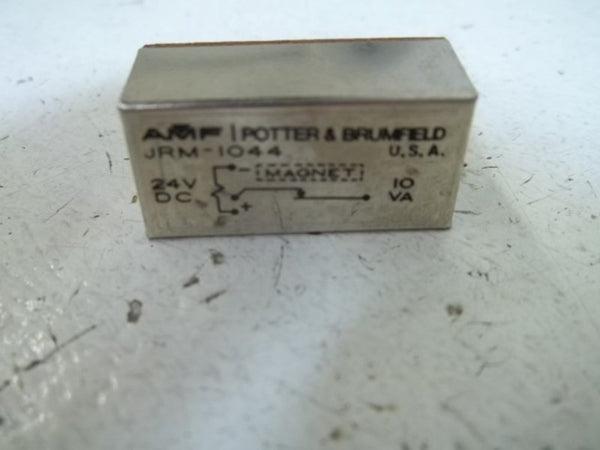 AMF | POTTER & BRUMFIELD
JRM-1044 U.S.A.
- MAGNET
24V 10
DC + VA